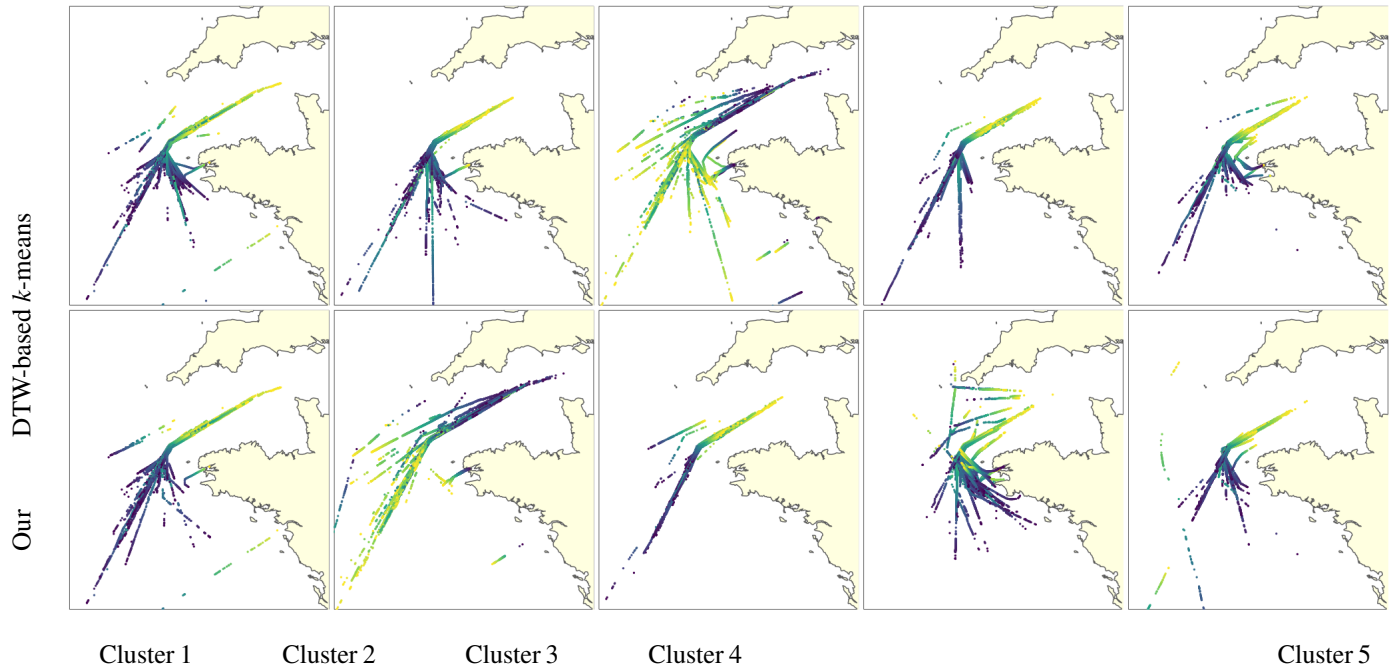 DTW-based k-means
Our
Cluster 1
Cluster 2
Cluster 3
Cluster 4
Cluster 5